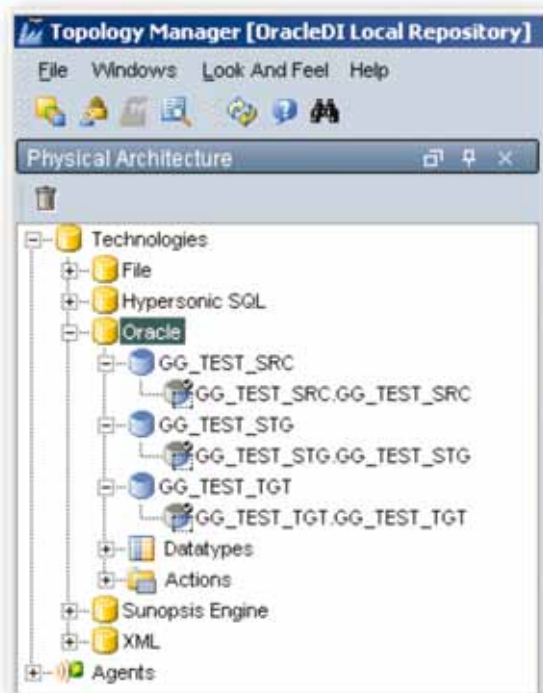 Topology Manager [OracleDI Local Repository]
File Windows Look And Feel Help
Physical Architecture
Technologies
File
Hypersonic SQL
Oracle
GG_TEST_SRC
GG_TEST_SRC.GG_TEST_SRC
GG_TEST_STG
GG_TEST_STG.GG_TEST_STG
GG_TEST_TGT
GG_TEST_TGT.GG_TEST_TGT
Datatypes
Actions
Sunopsis Engine
XML
Agents